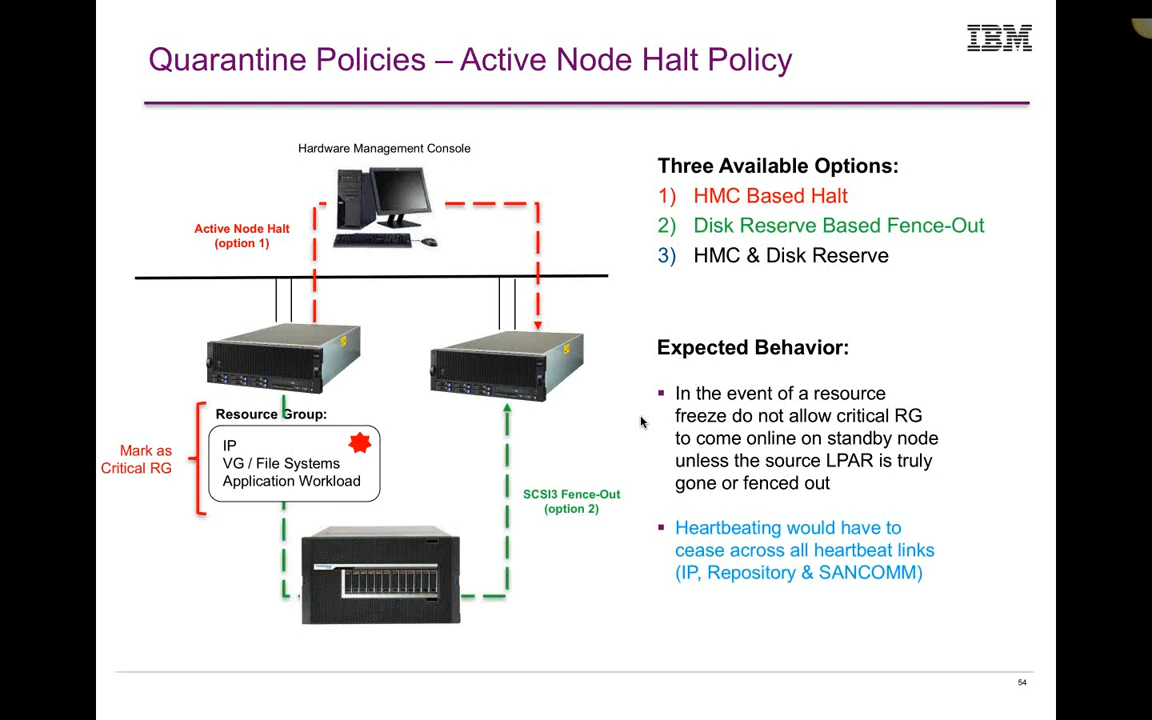 IBM
Quarantine Policies – Active Node Halt Policy
Hardware Management Console
Active Node Halt
(option 1)
Resource Group:
IP
VG / File Systems
Application Workload
Mark as
Critical RG
SCSI3 Fence-Out
(option 2)
Three Available Options:
1) HMC Based Halt
2) Disk Reserve Based Fence-Out
3) HMC & Disk Reserve
Expected Behavior:
▪ In the event of a resource
freeze do not allow critical RG
to come online on standby node
unless the source LPAR is truly
gone or fenced out
▪ Heartbeating would have to
cease across all heartbeat links
(IP, Repository & SANCOMM)
54